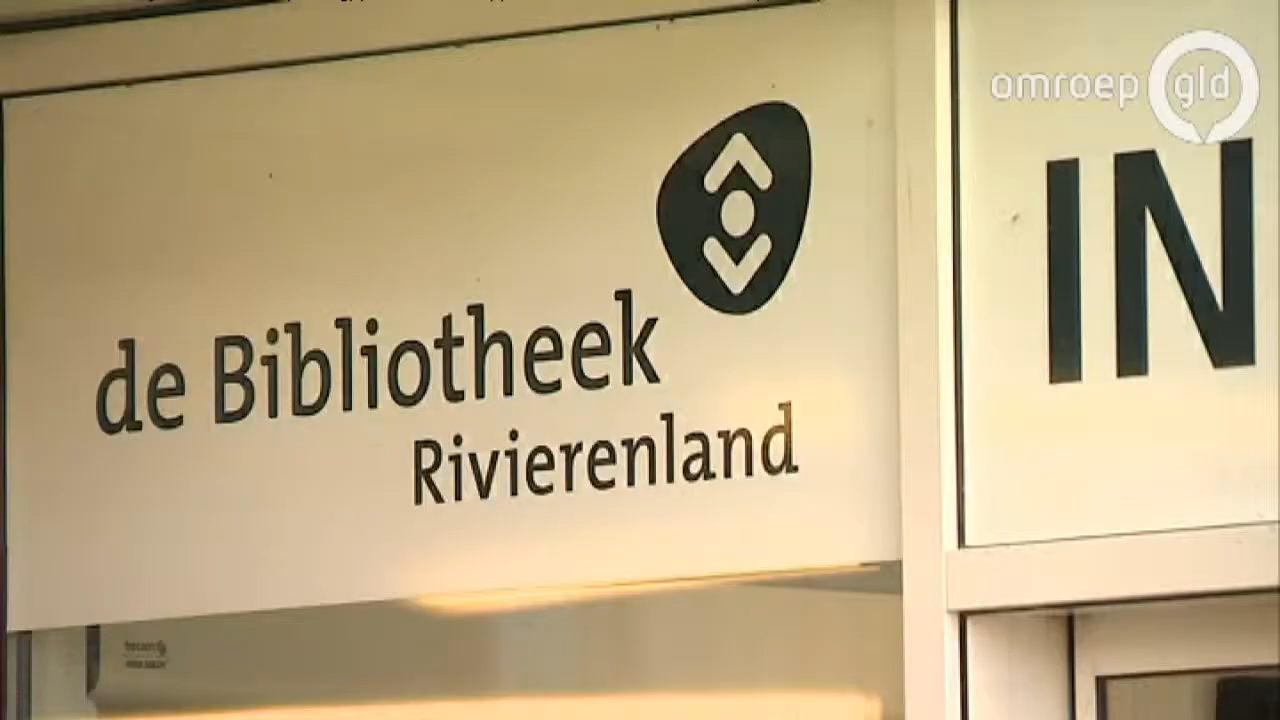 omroep gld
de Bibliotheek
Rivierenland
IN